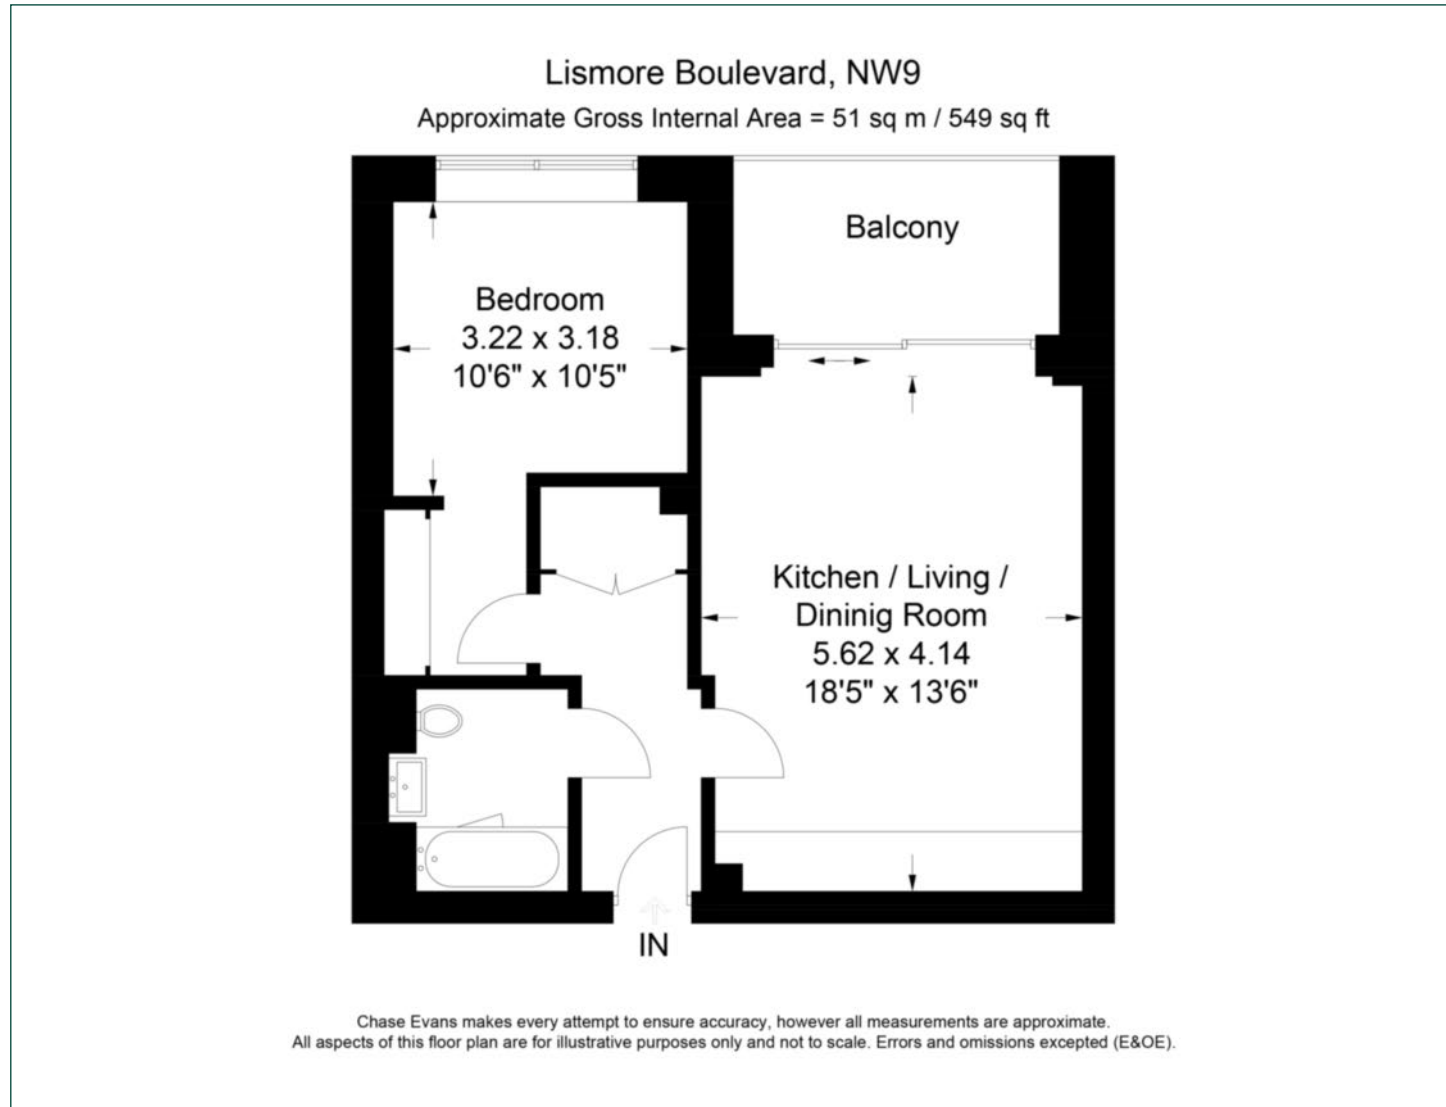 Lismore Boulevard, NW9
Approximate Gross Internal Area = 51 sq m / 549 sq ft
Balcony
Bedroom
3.22 x 3.18
10'6" x 10'5"
Kitchen / Living /
Dininig Room
5.62 x 4.14
18'5" x 13'6"
IN
Chase Evans makes every attempt to ensure accuracy, however all measurements are approximate.
All aspects of this floor plan are for illustrative purposes only and not to scale. Errors and omissions excepted (E&OE).